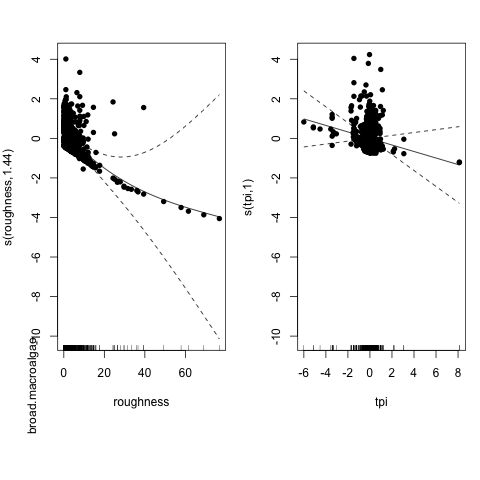 s(roughness,1.44)
4
2
0
-2
-4
-6
-8
-10
0 20 40 60
roughness
broad.macroalgae
s(tpi,1)
4
2
0
-2
-4
-6
-8
-10
-6 -4 -2 0 2 4 6 8
tpi